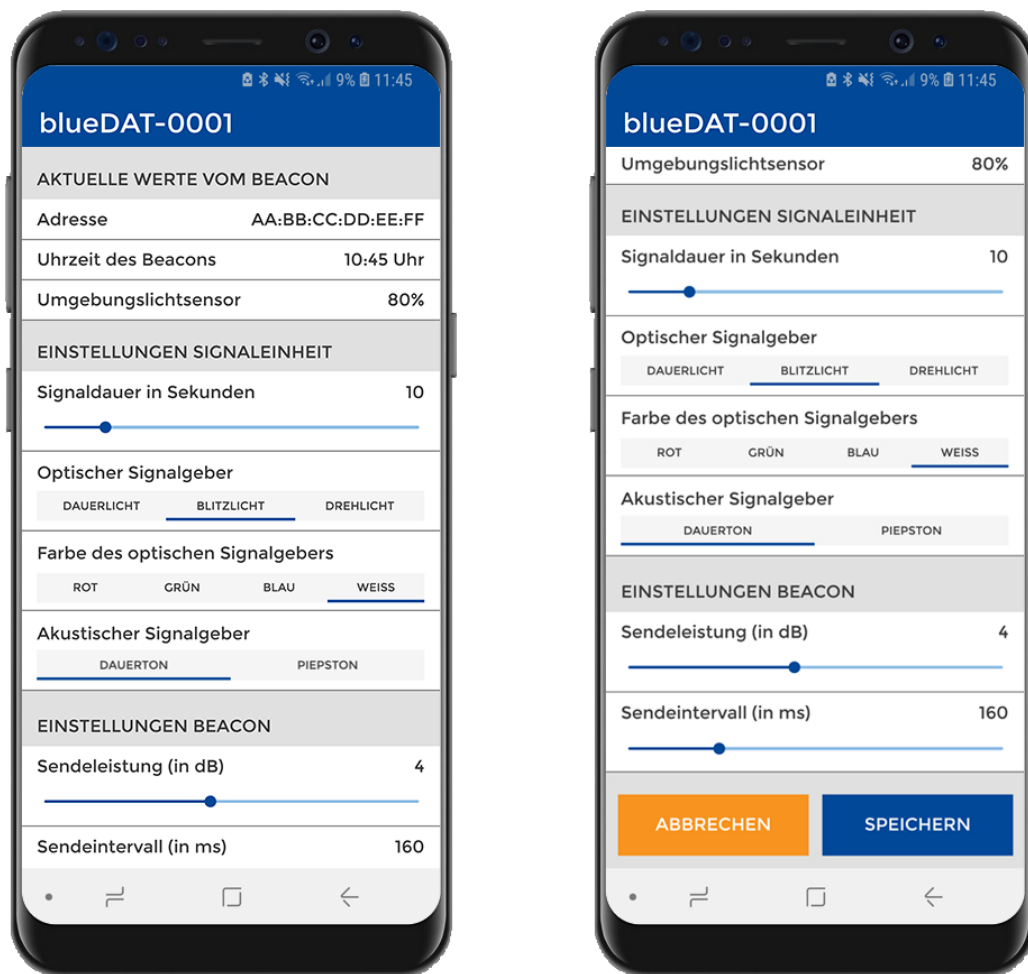 9% 11:45
blueDAT-0001
AKTUELLE WERTE VOM BEACON
Adresse AA:BB:CC:DD:EE:FF
Uhrzeit des Beacons 10:45 Uhr
Umgebungslichtsensor 80%
EINSTELLUNGEN SIGNALEINHEIT
Signaldauer in Sekunden 10
Optischer Signalgeber
DAUERLICHT BLITZLICHT DREHLICHT
Farbe des optischen Signalgebers
ROT GRÜN BLAU WEISS
Akustischer Signalgeber
DAUERTON PIEPSTON
EINSTELLUNGEN BEACON
Sendeleistung (in dB) 4
Sendeintervall (in ms) 160
9% 11:45
blueDAT-0001
Umgebungslichtsensor 80%
EINSTELLUNGEN SIGNALEINHEIT
Signaldauer in Sekunden 10
Optischer Signalgeber
DAUERLICHT BLITZLICHT DREHLICHT
Farbe des optischen Signalgebers
ROT GRÜN BLAU WEISS
Akustischer Signalgeber
DAUERTON PIEPSTON
EINSTELLUNGEN BEACON
Sendeleistung (in dB) 4
Sendeintervall (in ms) 160
ABBRECHEN SPEICHERN